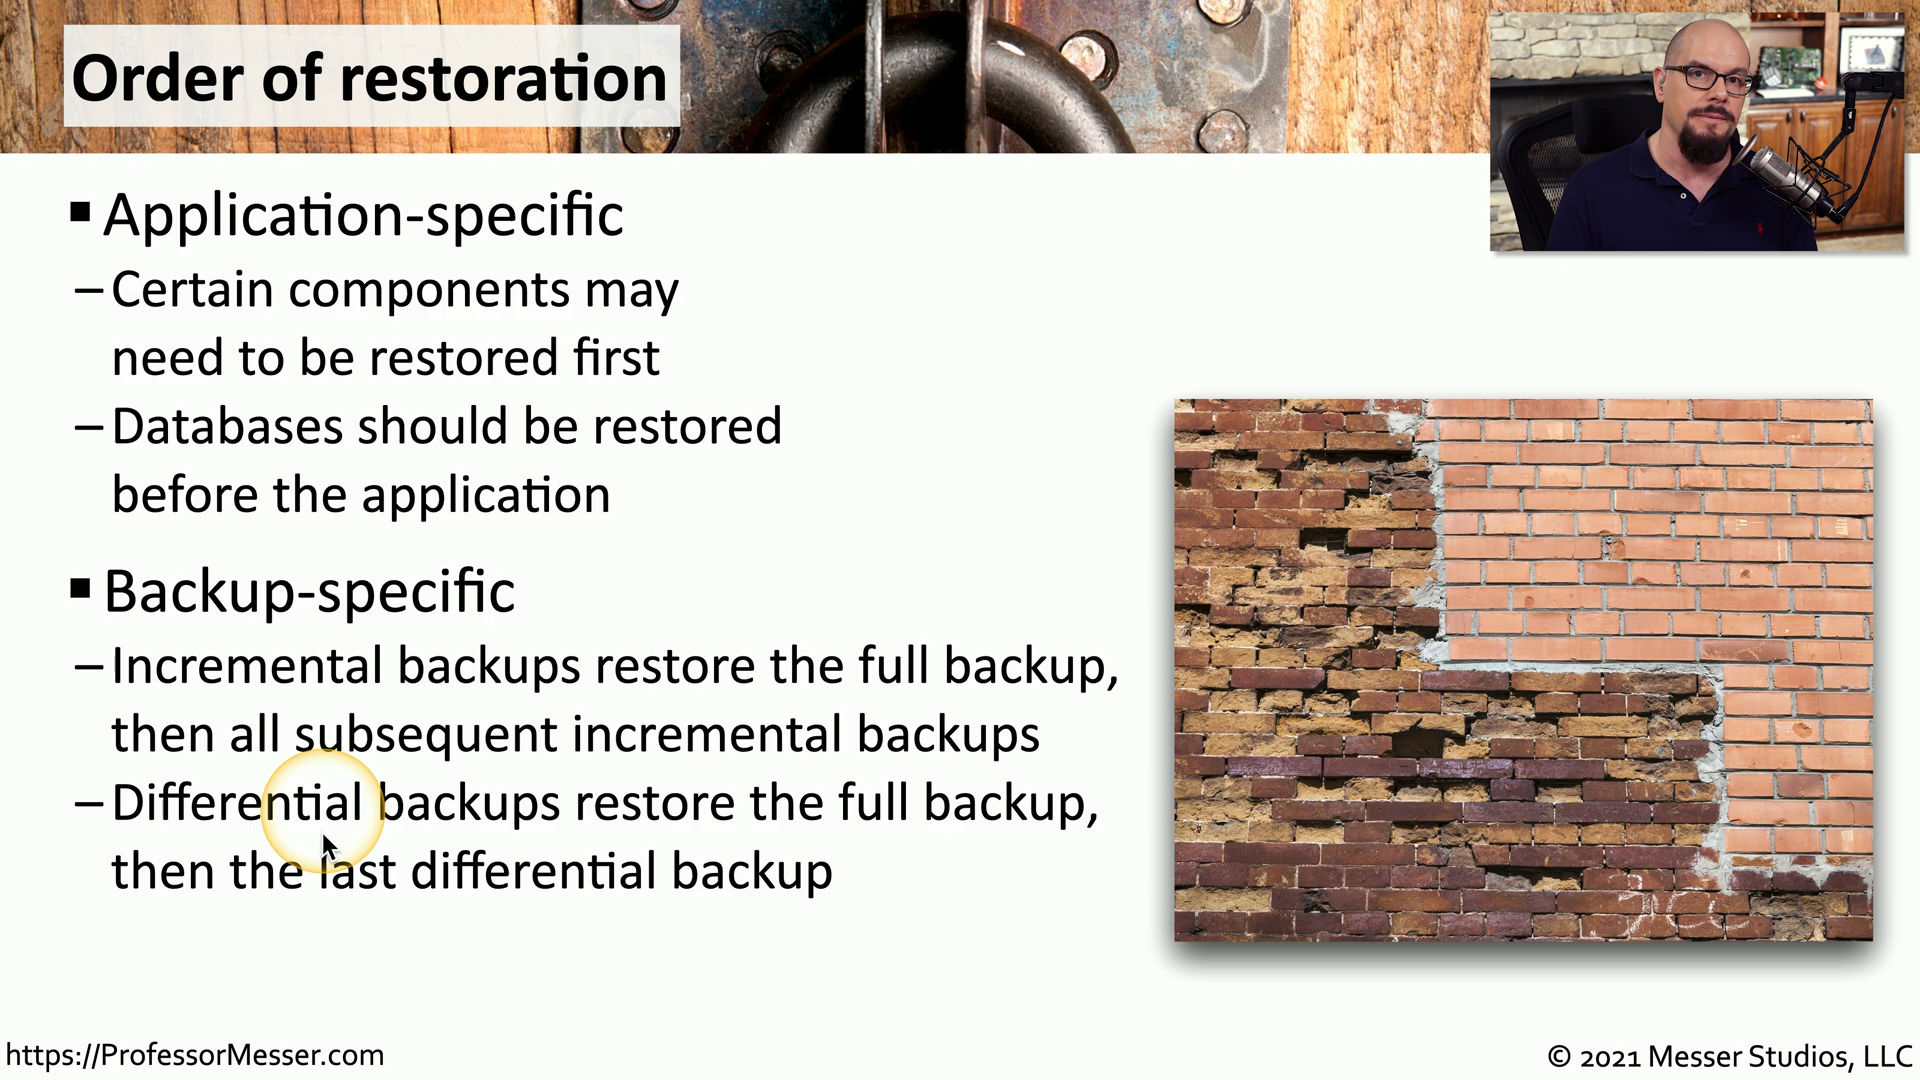 Order of restoration
▪ Application-specific
– Certain components may
need to be restored first
– Databases should be restored
before the application
▪ Backup-specific
– Incremental backups restore the full backup,
then all subsequent incremental backups
– Differential backups restore the full backup,
then the last differential backup
https://ProfessorMesser.com
© 2021 Messer Studios, LLC